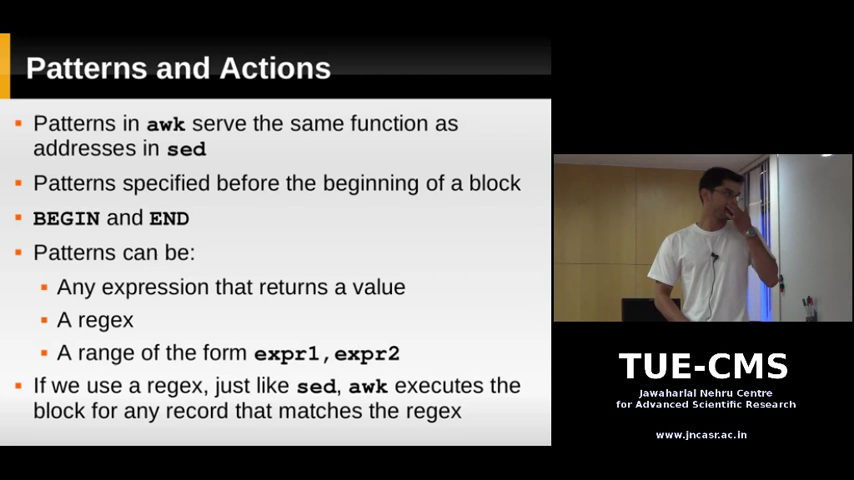 Patterns and Actions
Patterns in awk serve the same function as
addresses in sed
Patterns specified before the beginning of a block
BEGIN and END
Patterns can be:
Any expression that returns a value
A regex
A range of the form expr1,expr2
If we use a regex, just like sed, awk executes the
block for any record that matches the regex
TUE-CMS
Jawaharlal Nehru Centre
for Advanced Scientific Research
www.jncasr.ac.in